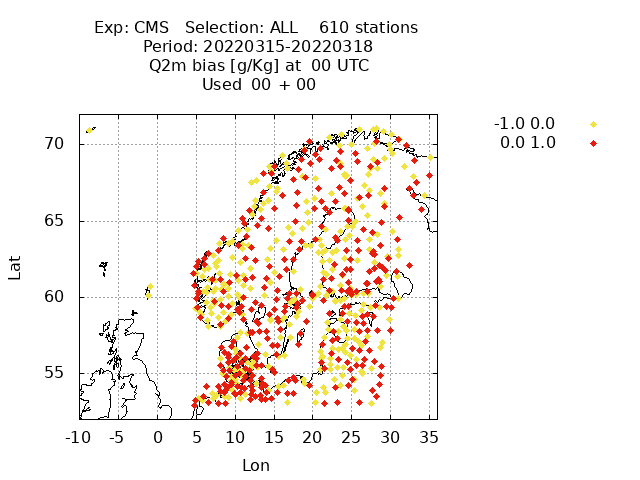 Exp: CMS Selection: ALL 610 stations
Period: 20220315-20220318
Q2m bias [g/Kg] at 00 UTC
Used 00 + 00
-1.0 0.0
0.0 1.0
70
65
60
55
Lat
-10 -5 0 5 10 15 20 25 30 35
Lon